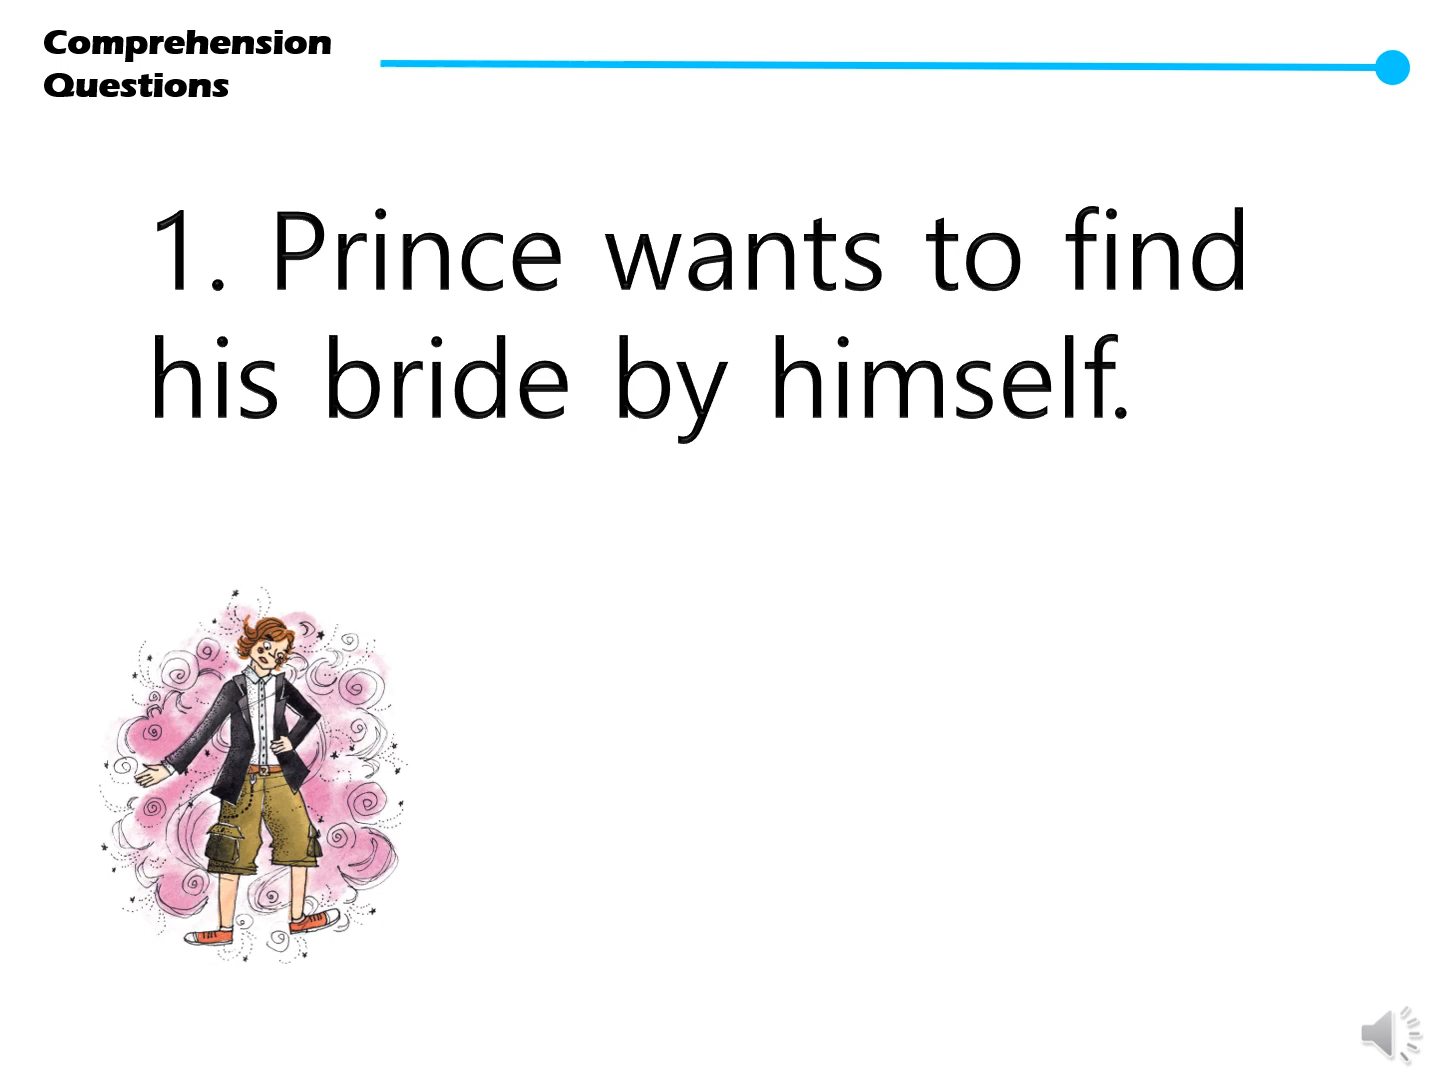 Comprehension
Questions
1. Prince wants to find
his bride by himself.